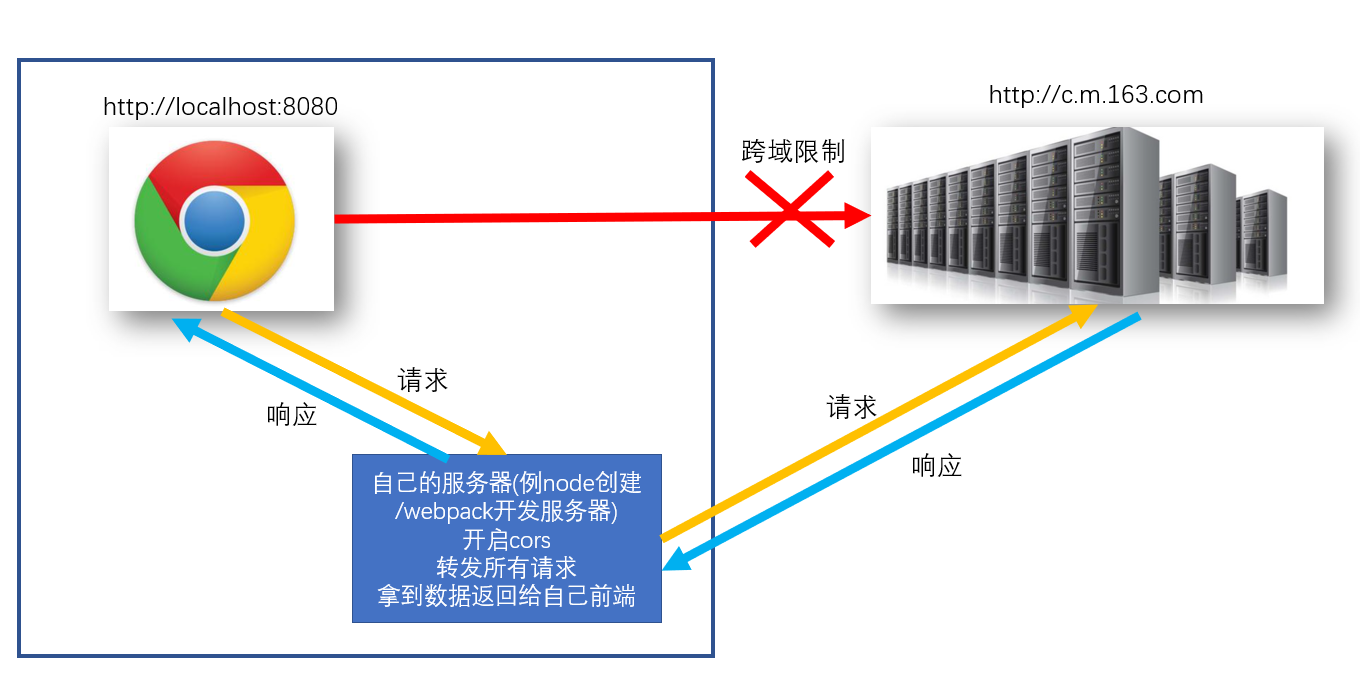 http://localhost:8080
http://c.m.163.com
跨域限制
请求
响应
请求
响应
自己的服务器(例node创建
/webpack开发服务器)
开启cors
转发所有请求
拿到数据返回给自己前端